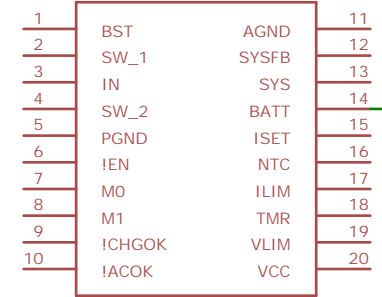 1 BST AGND 11
2 SW_1 SYSFB 12
3 IN SYS 13
4 SW_2 BATT 14
5 PGND ISET 15
6 !EN NTC 16
7 M0 ILIM 17
8 M1 TMR 18
9 !CHGOK VLIM 19
10 !ACOK VCC 20